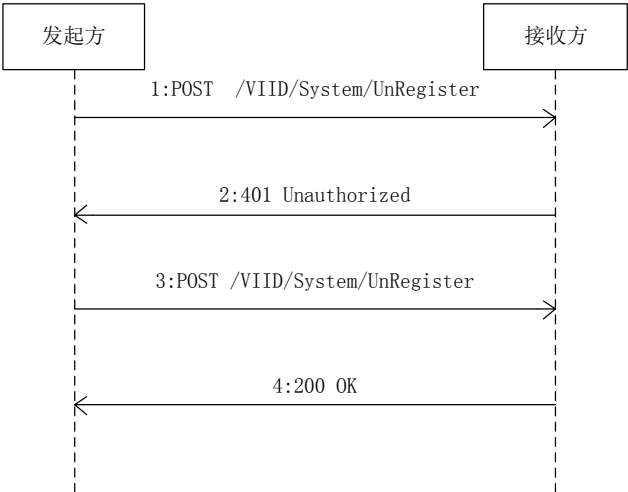 发起方
接收方
1:POST  /VIID/System/UnRegister
2:401 Unauthorized
3:POST /VIID/System/UnRegister
4:200 OK